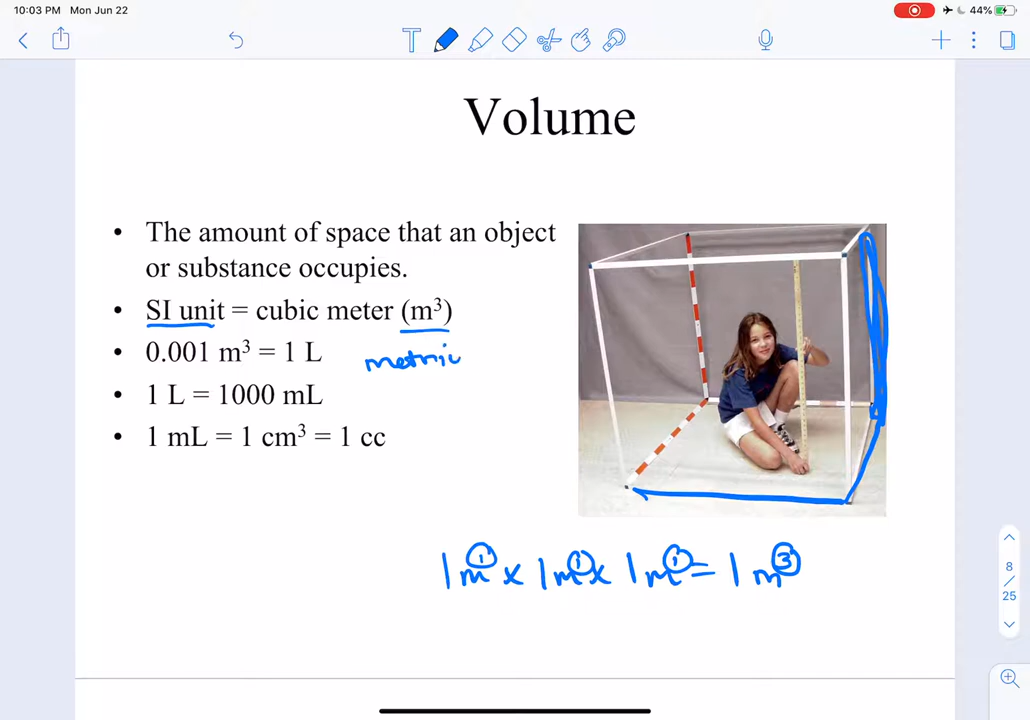 10:03 PM Mon Jun 22
44%
Volume
• The amount of space that an object
or substance occupies.
• SI unit = cubic meter (m³)
• 0.001 m³ = 1 L
metric
• 1 L = 1000 mL
• 1 mL = 1 cm³ = 1 cc
1m¹ x 1m¹ x 1m¹ = 1m³
8
/
25
T